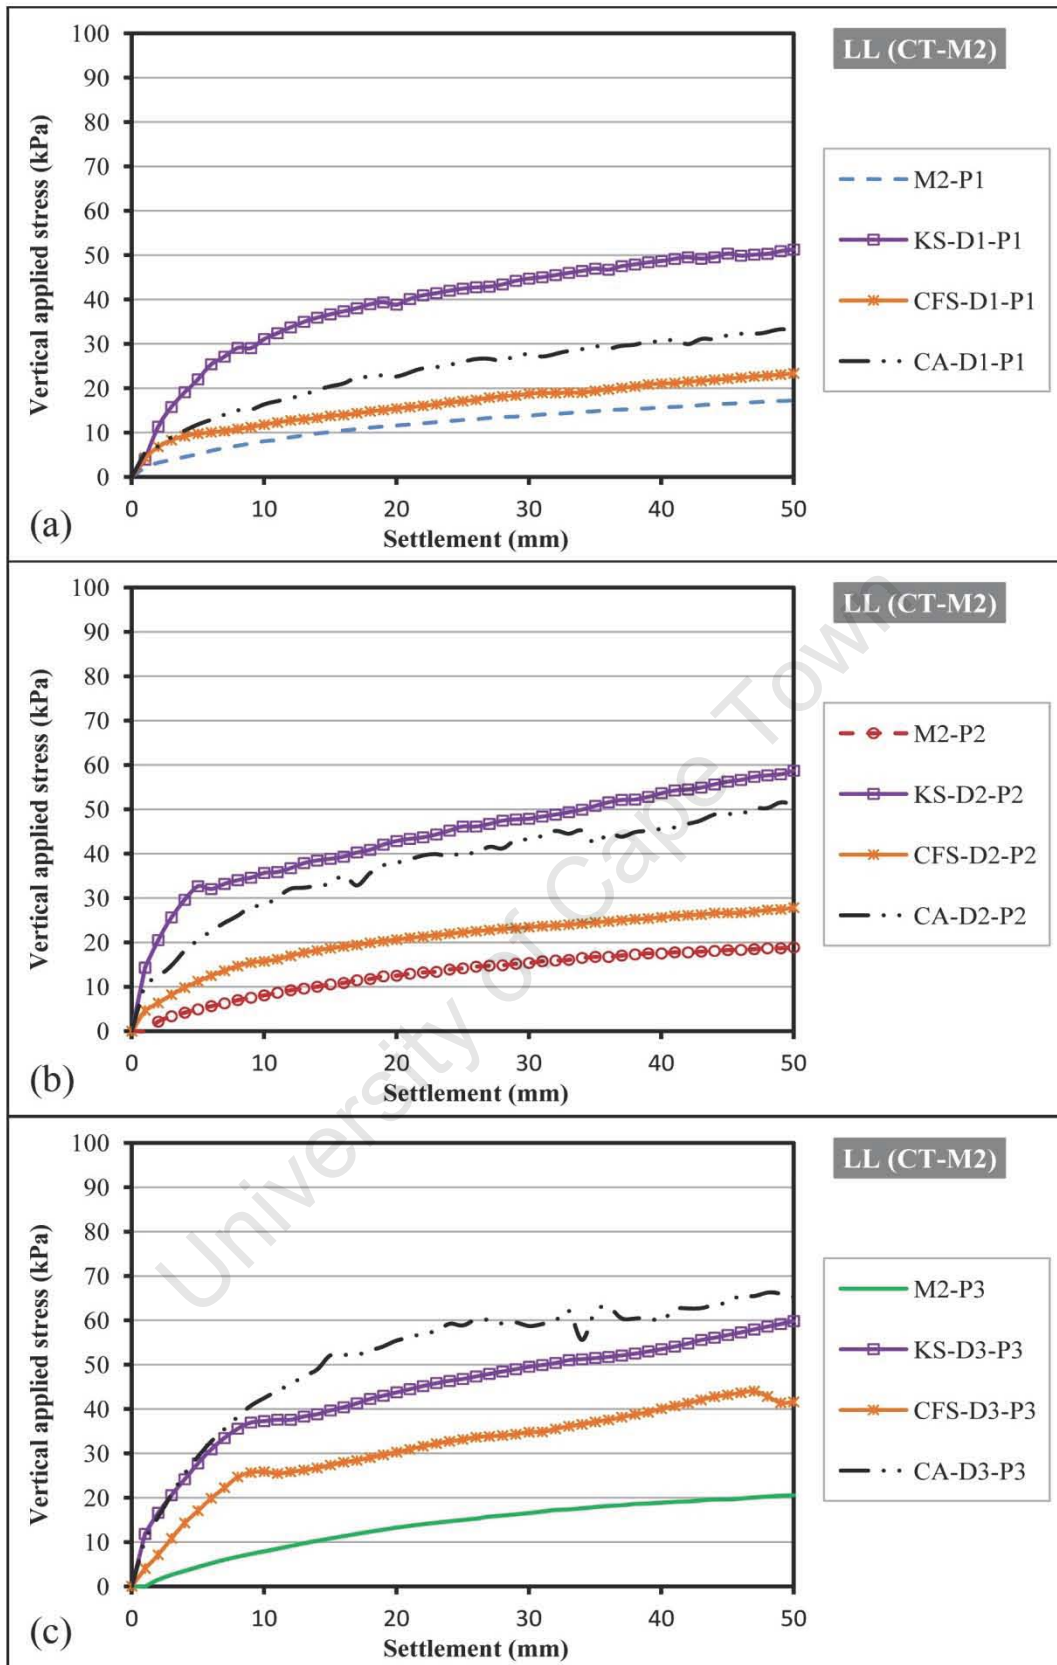 LL (CT-M2)
Vertical applied stress (kPa)
100
90
80
70
60
50
40
30
20
10
0
0 10 20 30 40 50
Settlement (mm)
(a)
M2-P1
KS-D1-P1
CFS-D1-P1
CA-D1-P1
LL (CT-M2)
Vertical applied stress (kPa)
100
90
80
70
60
50
40
30
20
10
0
0 10 20 30 40 50
Settlement (mm)
(b)
M2-P2
KS-D2-P2
CFS-D2-P2
CA-D2-P2
LL (CT-M2)
Vertical applied stress (kPa)
100
90
80
70
60
50
40
30
20
10
0
0 10 20 30 40 50
Settlement (mm)
(c)
M2-P3
KS-D3-P3
CFS-D3-P3
CA-D3-P3
University of Cape Town